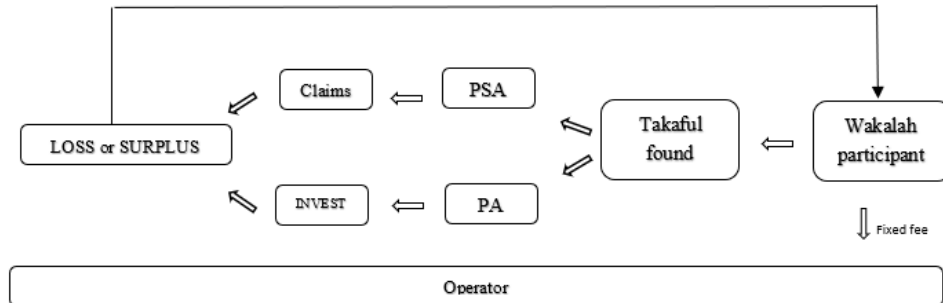 Claims
PSA
LOSS or SURPLUS
Takaful
found
Wakalah
participant
INVEST
PA
Fixed fee
Operator